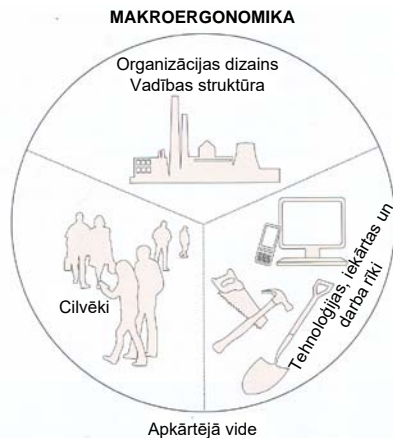 MAKROERGONOMIKA
Organizācijas dizains
Vadības struktūra
Cilvēki
Tehnoloģijas, iekārtas un
darba rīki
Apkārtējā vide